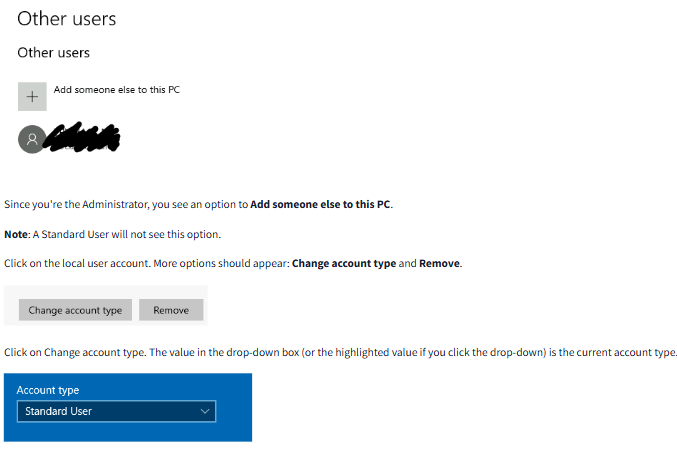 Other users
Other users
Add someone else to this PC
Since you're the Administrator, you see an option to Add someone else to this PC.
Note: A Standard User will not see this option.
Click on the local user account. More options should appear: Change account type and Remove.
Change account type Remove
Click on Change account type. The value in the drop-down box (or the highlighted value if you click the drop-down) is the current account type.
Account type
Standard User